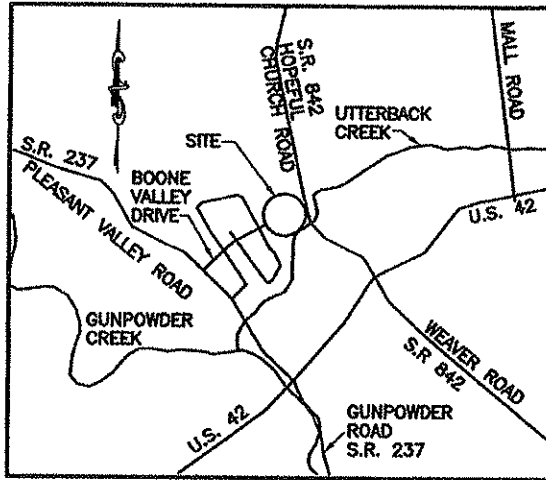 S.R. 842
HOPEFUL
CHURCH ROAD
MALL ROAD
UTTERBACK
CREEK
SITE
S.R. 237
PLEASANT VALLEY ROAD
BOONE
VALLEY
DRIVE
U.S. 42
GUNPOWDER
CREEK
WEAVER ROAD
S.R 842
U.S. 42
GUNPOWDER
ROAD
S.R. 237